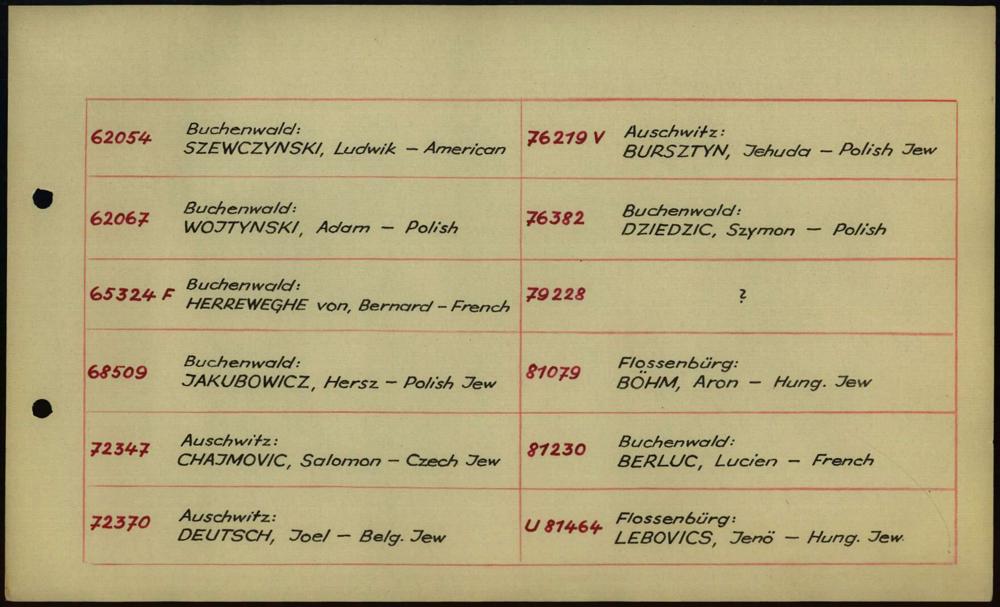 62054 Buchenwald:
SZEWCZYNSKI, Ludwik – American
62067 Buchenwald:
WOJTYNSKI, Adam – Polish
65324 F Buchenwald:
HERREWEGHE von, Bernard – French
68509 Buchenwald:
JAKUBOWICZ, Hersz – Polish Jew
72347 Auschwitz:
CHAJMOVIC, Salomon – Czech Jew
72370 Auschwitz:
DEUTSCH, Joel – Belg. Jew
76219 V Auschwitz:
BURSZTYN, Jehuda – Polish Jew
76382 Buchenwald:
DZIEDZIC, Szymon – Polish
79228 ?
81079 Flossenbürg:
BÖHM, Aron – Hung. Jew
81230 Buchenwald:
BERLUC, Lucien – French
U 81464 Flossenbürg:
LEBOVICS, Jenö – Hung. Jew